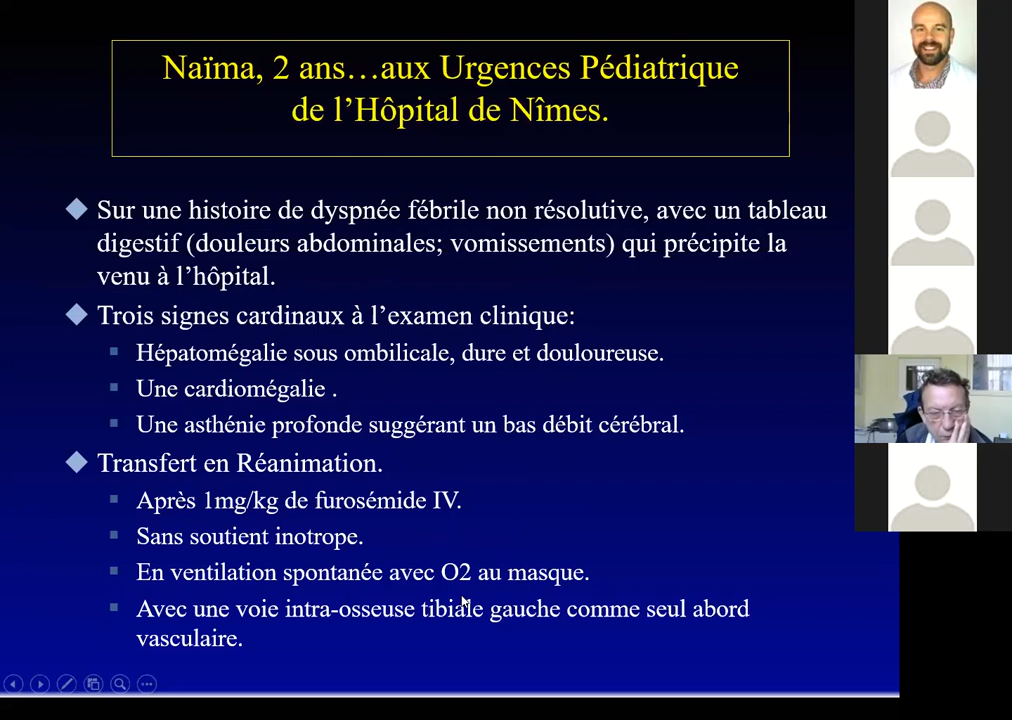 Naïma, 2 ans…aux Urgences Pédiatrique
de l’Hôpital de Nîmes.
Sur une histoire de dyspnée fébrile non résolutive, avec un tableau
digestif (douleurs abdominales; vomissements) qui précipite la
venu à l’hôpital.
Trois signes cardinaux à l’examen clinique:
Hépatomégalie sous ombilicale, dure et douloureuse.
Une cardiomégalie .
Une asthénie profonde suggérant un bas débit cérébral.
Transfert en Réanimation.
Après 1mg/kg de furosémide IV.
Sans soutient inotrope.
En ventilation spontanée avec O2 au masque.
Avec une voie intra-osseuse tibiale gauche comme seul abord
vasculaire.